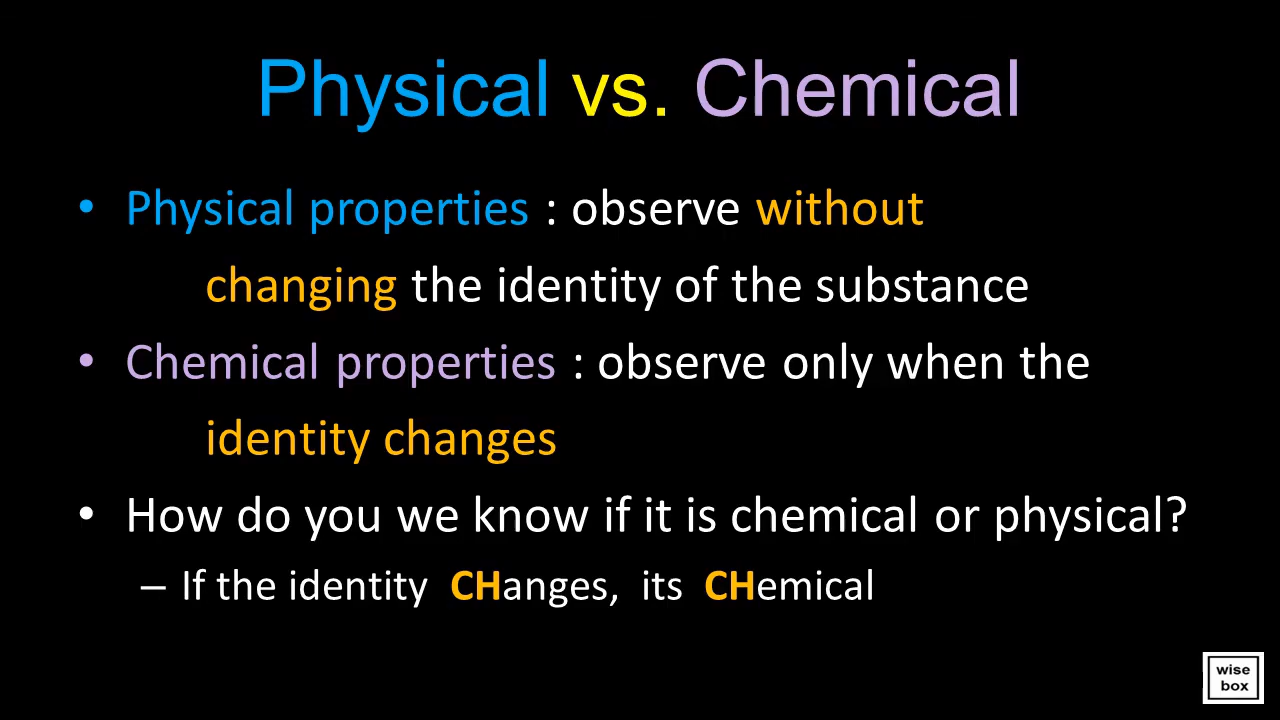 Physical vs. Chemical
• Physical properties : observe without
changing the identity of the substance
• Chemical properties : observe only when the
identity changes
• How do you we know if it is chemical or physical?
– If the identity CHanges, its CHemical
wise
box